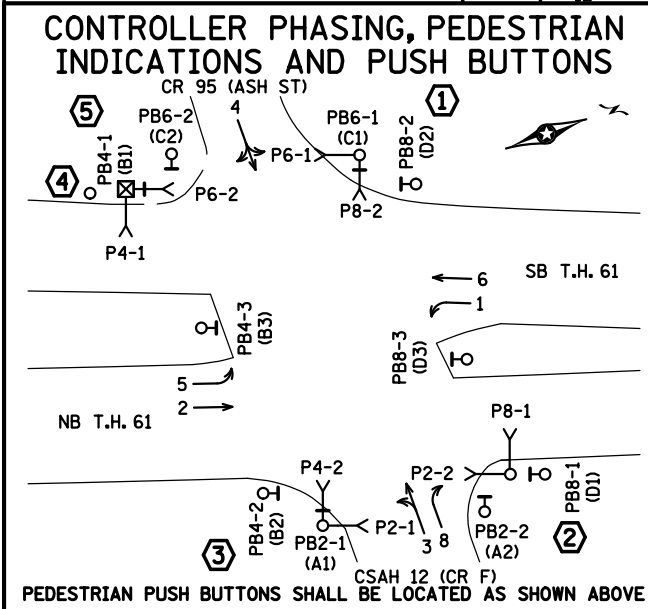 CONTROLLER PHASING, PEDESTRIAN
INDICATIONS AND PUSH BUTTONS
CR 95 (ASH ST)
5
PB4-1
(B1)
PB6-2
(C2)
4
PB6-1
(C1)
PB8-2
(D2)
1
4
P6-1
P6-2
P8-2
P4-1
6
SB T.H. 61
1
PB4-3
(B3)
PB8-3
(D3)
5
2
NB T.H. 61
P8-1
P4-2
P2-2
PB4-2
(B2)
PB8-1
(D1)
P2-1
PB2-1
(A1)
3
8
PB2-2
(A2)
2
3
CSAH 12 (CR F)
PEDESTRIAN PUSH BUTTONS SHALL BE LOCATED AS SHOWN ABOVE